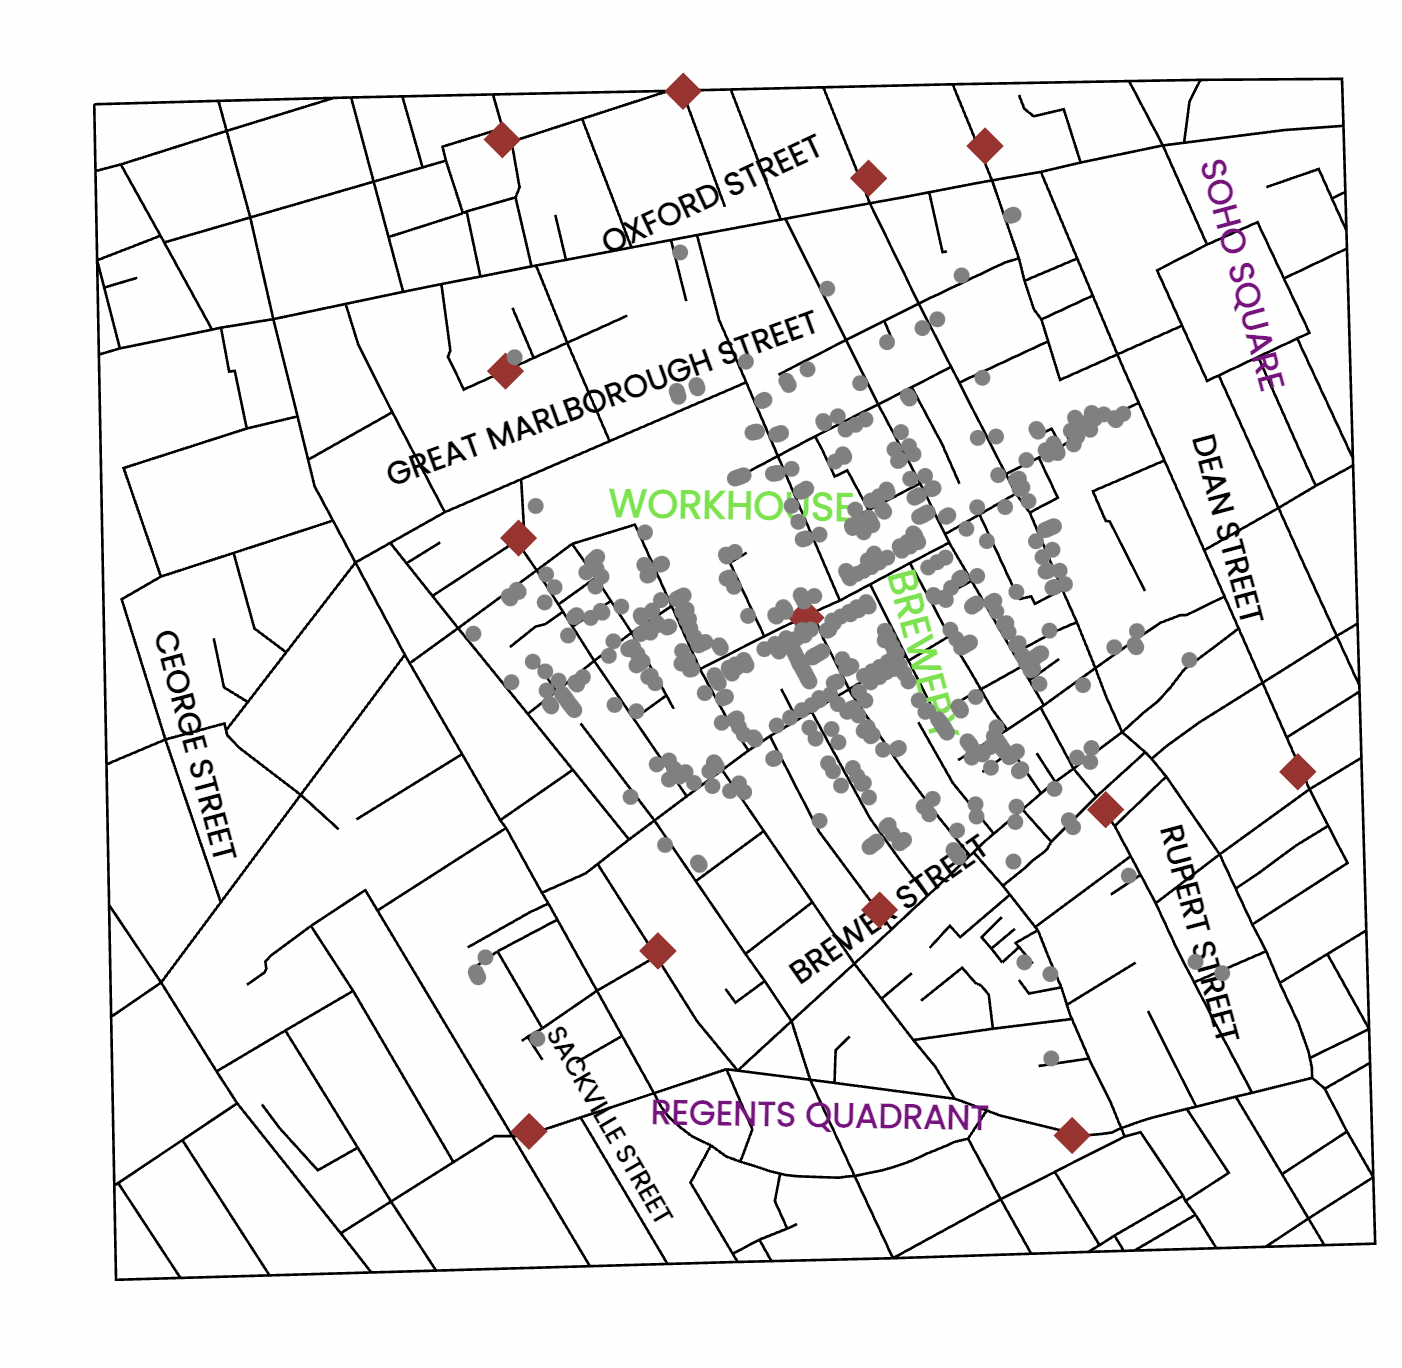 OXFORD STREET
SOHO SQUARE
GREAT MARLBOROUGH STREET
WORKHOUSE
DEAN STREET
BREWERY
CEORGE STREET
BREWER STREET
RUPERT STREET
SACKVILLE STREET
REGENTS QUADRANT